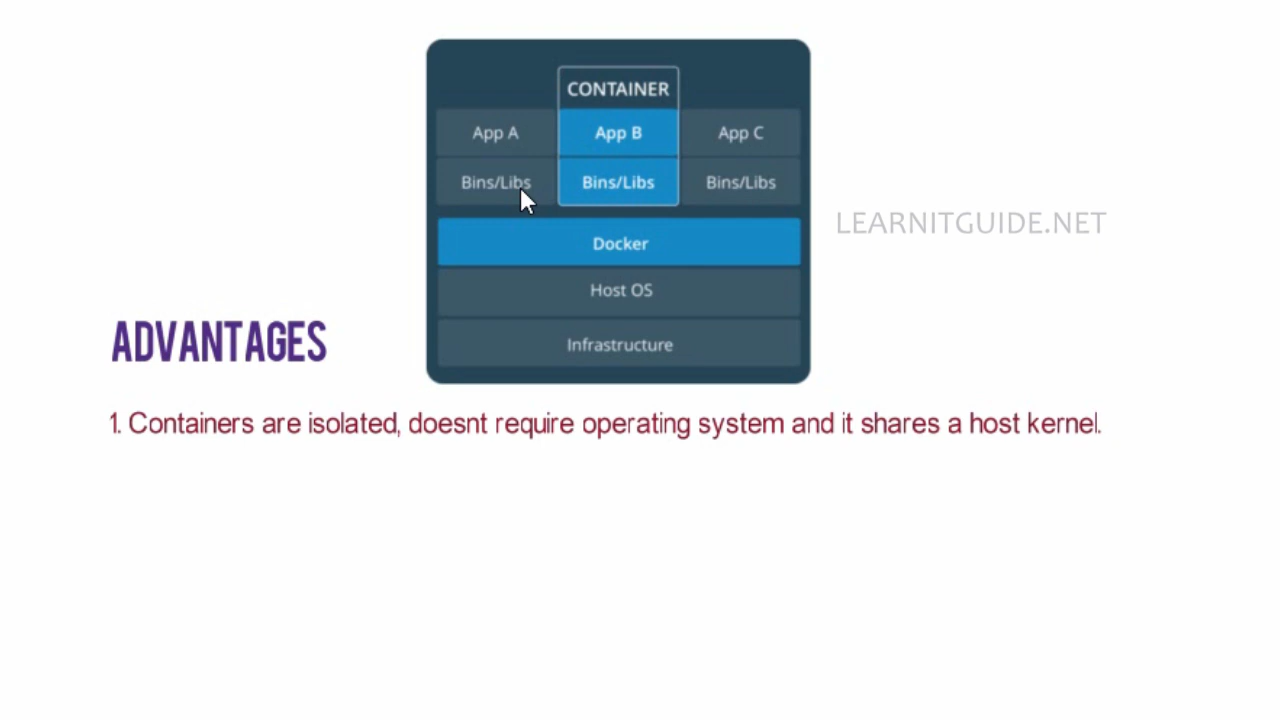 CONTAINER
App A App B App C
Bins/Libs Bins/Libs Bins/Libs
LEARNITGUIDE.NET
Docker
Host OS
Infrastructure
ADVANTAGES
1. Containers are isolated, doesnt require operating system and it shares a host kernel.